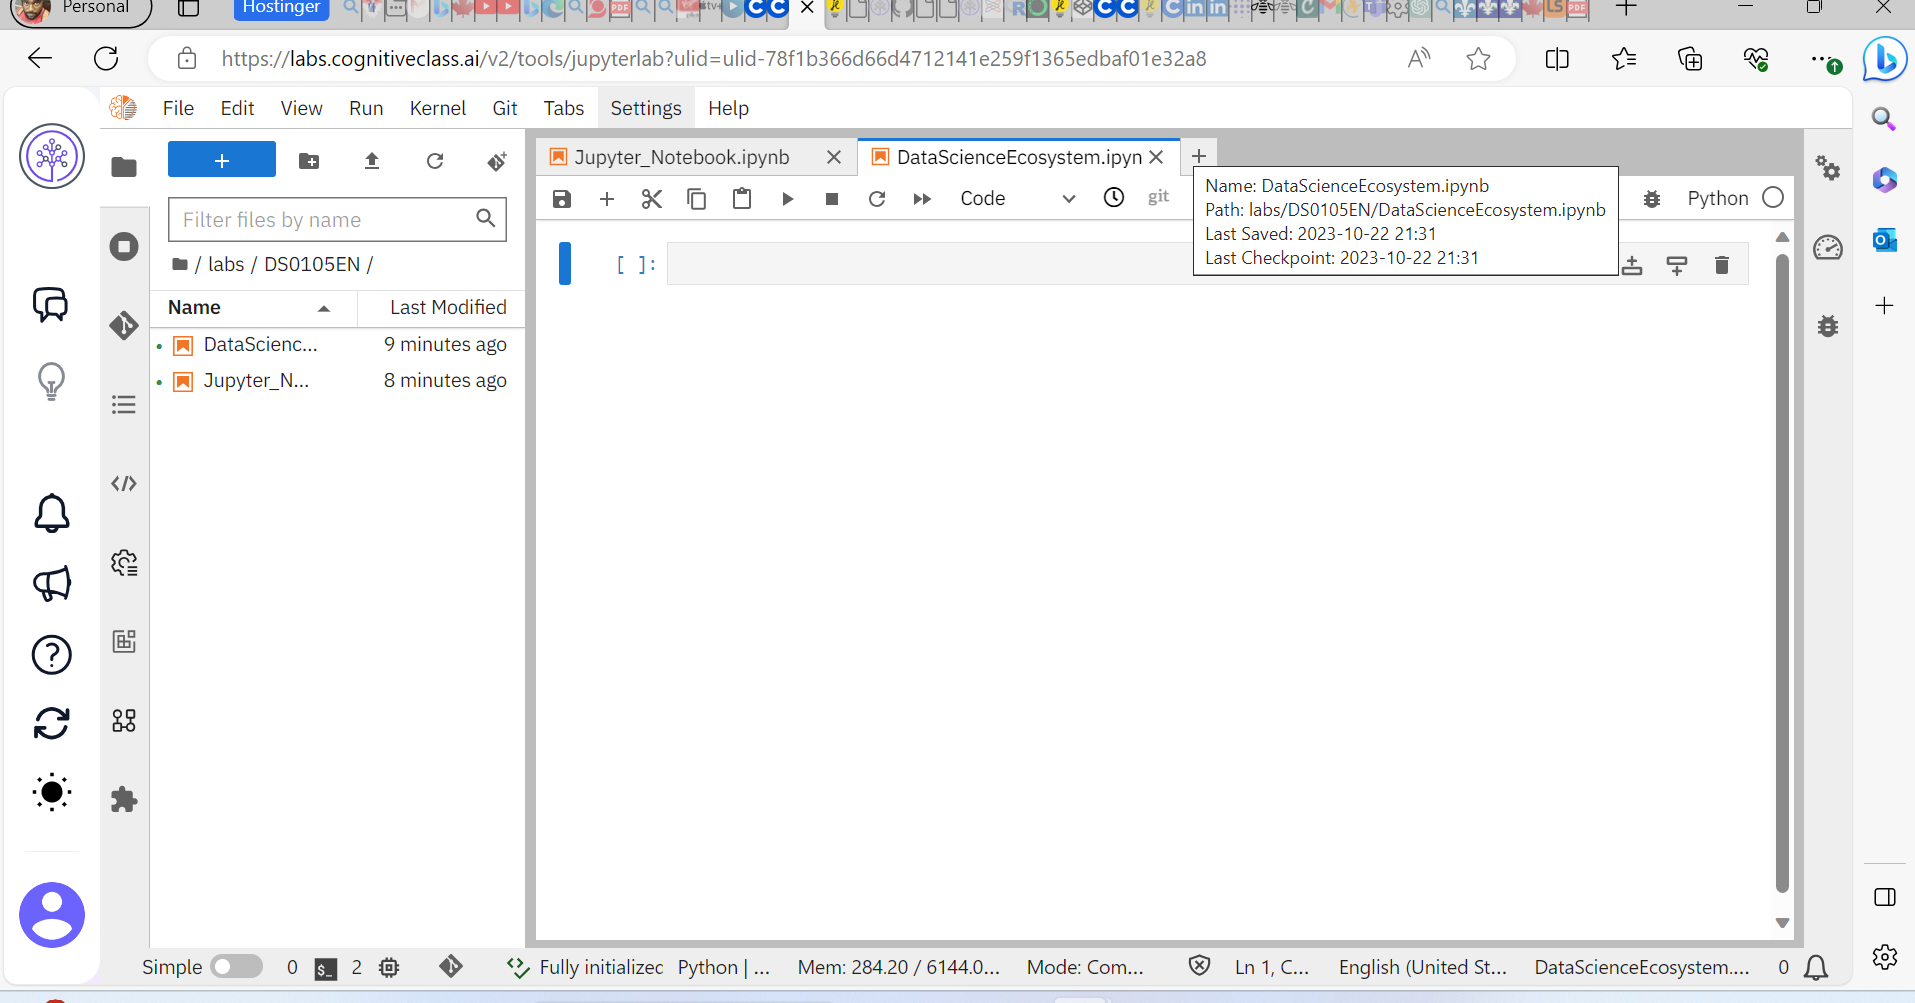 Personal
Hostinger
https://labs.cognitiveclass.ai/v2/tools/jupyterlab?ulid=ulid-78f1b366d66d4712141e259f1365edbaf01e32a8
File Edit View Run Kernel Git Tabs Settings Help
Jupyter_Notebook.ipynb
DataScienceEcosystem.ipyn
Name: DataScienceEcosystem.ipynb
Path: labs/DS0105EN/DataScienceEcosystem.ipynb
Last Saved: 2023-10-22 21:31
Last Checkpoint: 2023-10-22 21:31
Code
git
Python
Filter files by name
/ labs / DS0105EN /
Name Last Modified
DataScienc... 9 minutes ago
Jupyter_N... 8 minutes ago
[ ]:
Simple 0 $_ 2 Fully initialized Python | ... Mem: 284.20 / 6144.0... Mode: Com... Ln 1, C... English (United St... DataScienceEcosystem.... 0